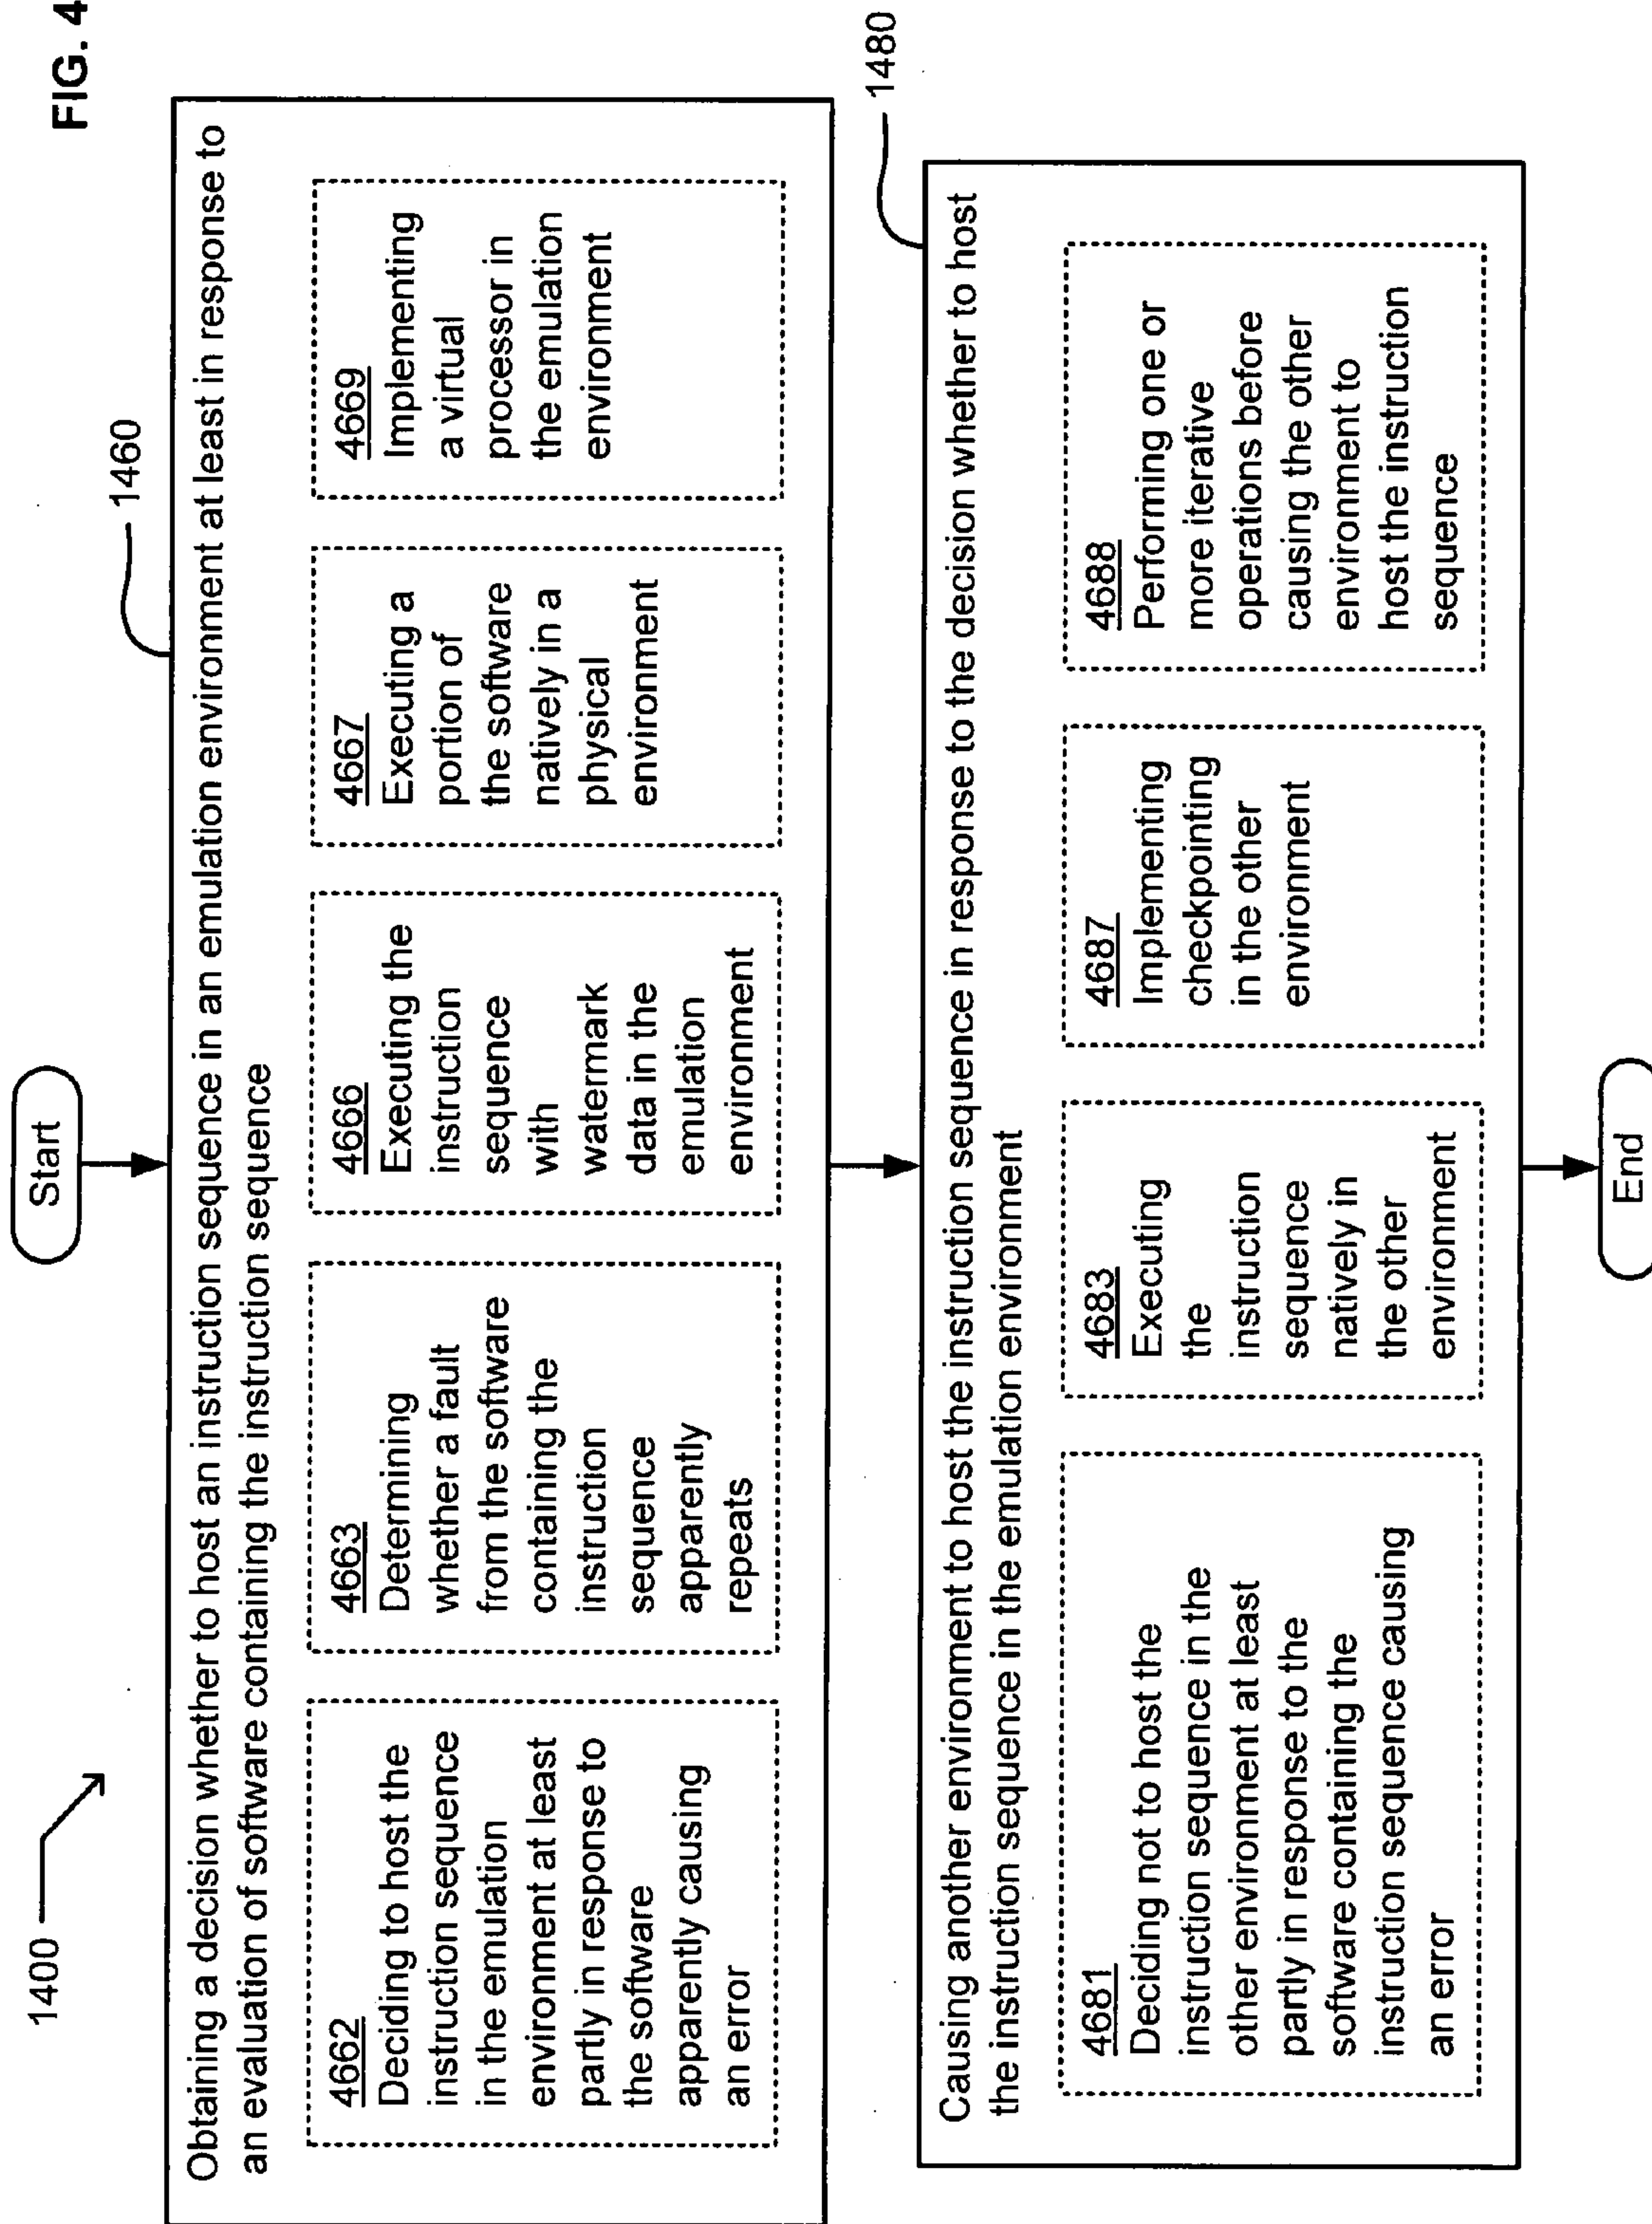 FIG. 4
1400
Start
1460
Obtaining a decision whether to host an instruction sequence in an emulation environment at least in response to
an evaluation of software containing the instruction sequence
4662
Deciding to host the
instruction sequence
in the emulation
environment at least
partly in response to
the software
apparently causing
an error
4663
Determining
whether a fault
from the software
containing the
instruction
sequence
apparently
repeats
4666
Executing the
instruction
sequence
with
watermark
data in the
emulation
environment
4667
Executing a
portion of
the software
natively in a
physical
environment
4669
Implementing
a virtual
processor in
the emulation
environment
1480
Causing another environment to host the instruction sequence in response to the decision whether to host
the instruction sequence in the emulation environment
4681
Deciding not to host the
instruction sequence in the
other environment at least
partly in response to the
software containing the
instruction sequence causing
an error
4683
Executing
the
instruction
sequence
natively in
the other
environment
4687
Implementing
checkpointing
in the other
environment
4688
Performing one or
more iterative
operations before
causing the other
environment to
host the instruction
sequence
End